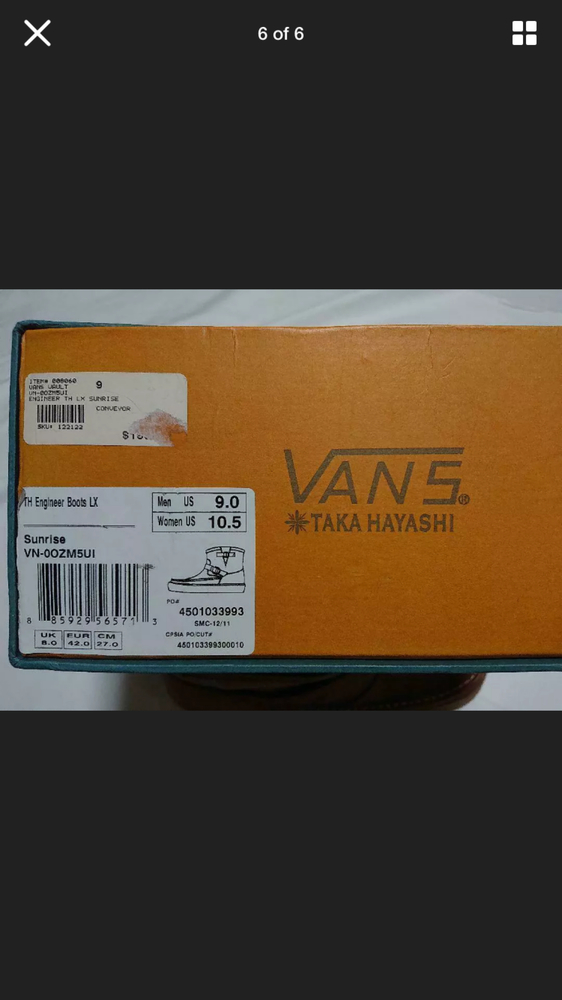 6 of 6
ITEM# 008060
VANS VAULT
VN-0OZM5UI
ENGINEER TH LX SUNRISE
9
CONVEYOR
SKU# 122122
VANS®
TAKA HAYASHI
TH Engineer Boots LX
Men US 9.0
Women US 10.5
Sunrise
VN-0OZM5UI
8 85929 56571 3
PO#
4501033993
SMC-12/11
CPSIA PO/CUT#
450103399300010
UK 8.0
EUR 42.0
CM 27.0